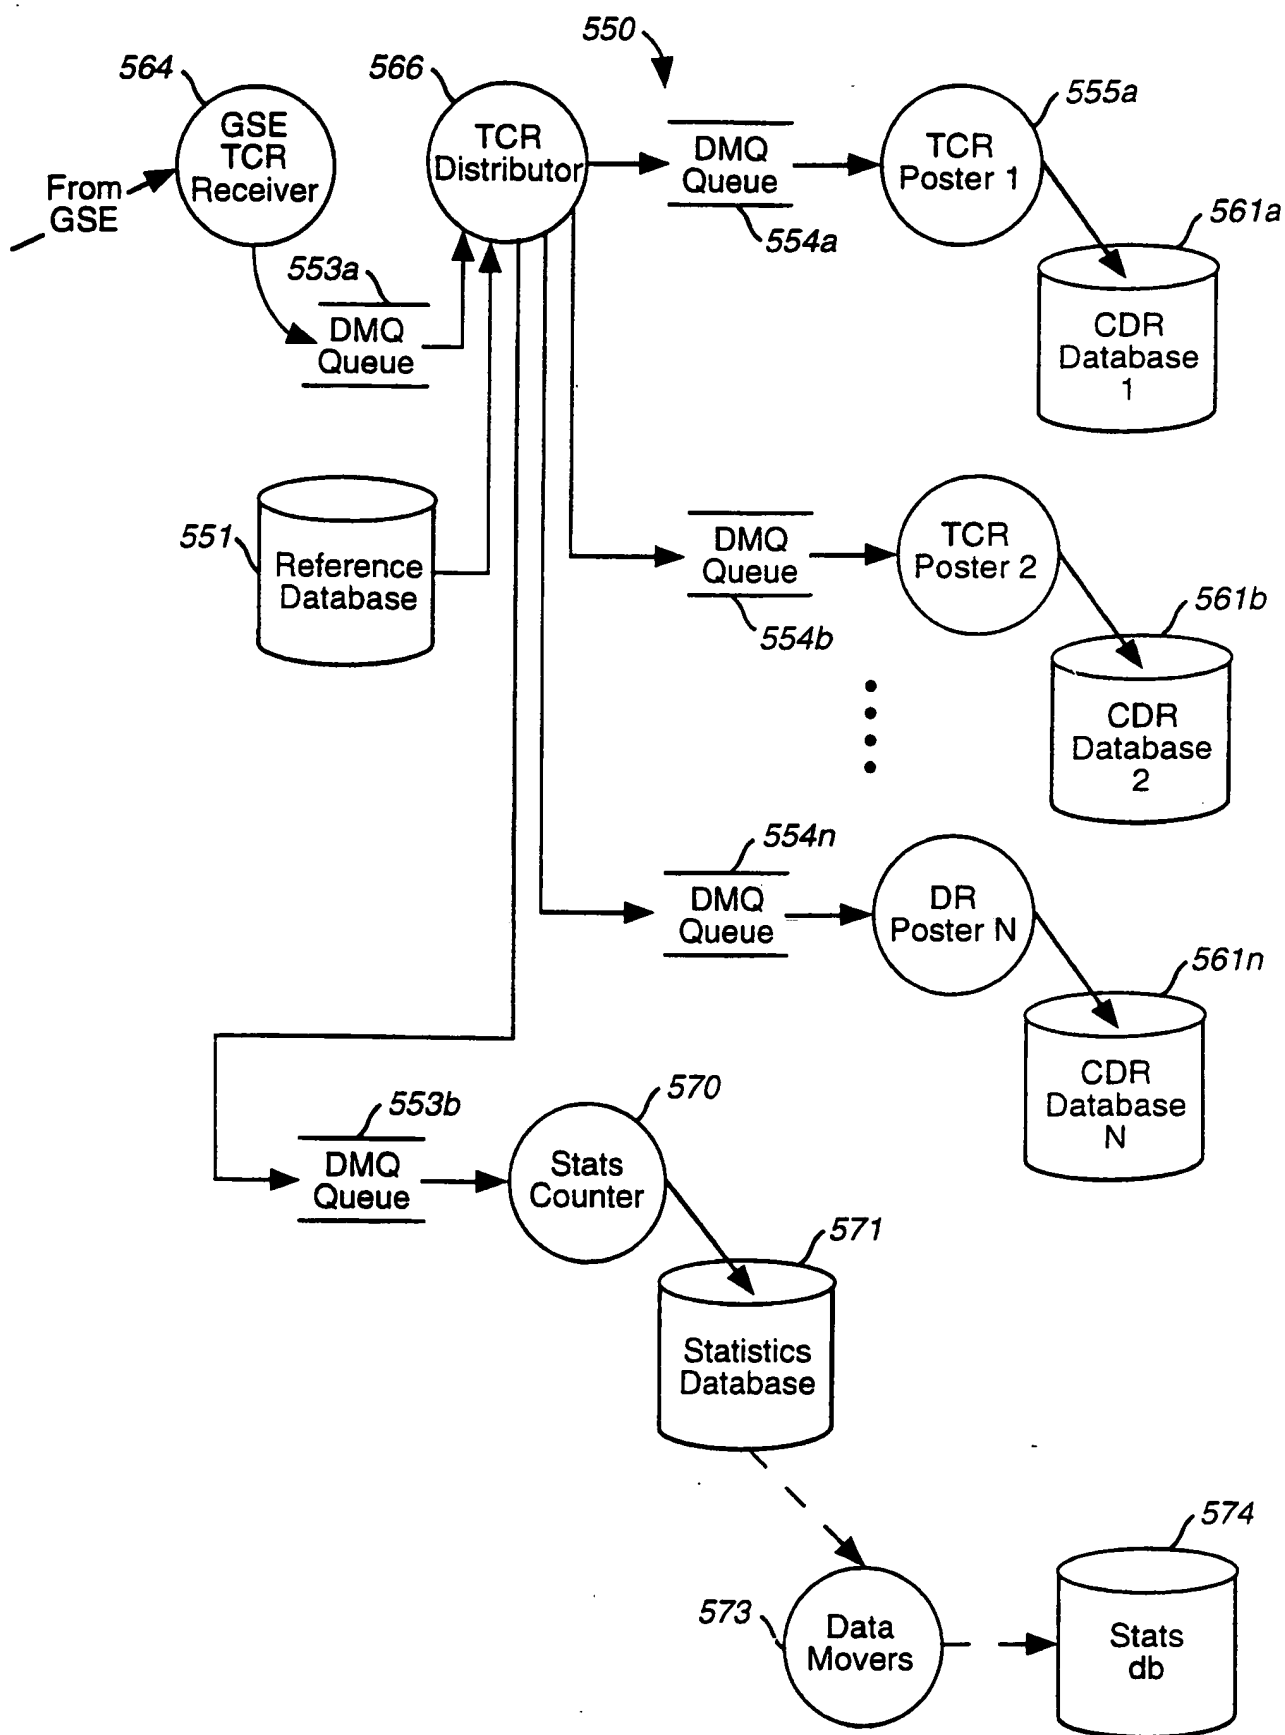 550
564
GSE
TCR
Receiver
From
GSE
566
TCR
Distributor
DMQ
Queue
554a
TCR
Poster 1
555a
561a
CDR
Database
1
553a
DMQ
Queue
551
Reference
Database
DMQ
Queue
554b
TCR
Poster 2
561b
CDR
Database
2
554n
DMQ
Queue
DR
Poster N
561n
CDR
Database
N
553b
DMQ
Queue
570
Stats
Counter
571
Statistics
Database
573
Data
Movers
574
Stats
db